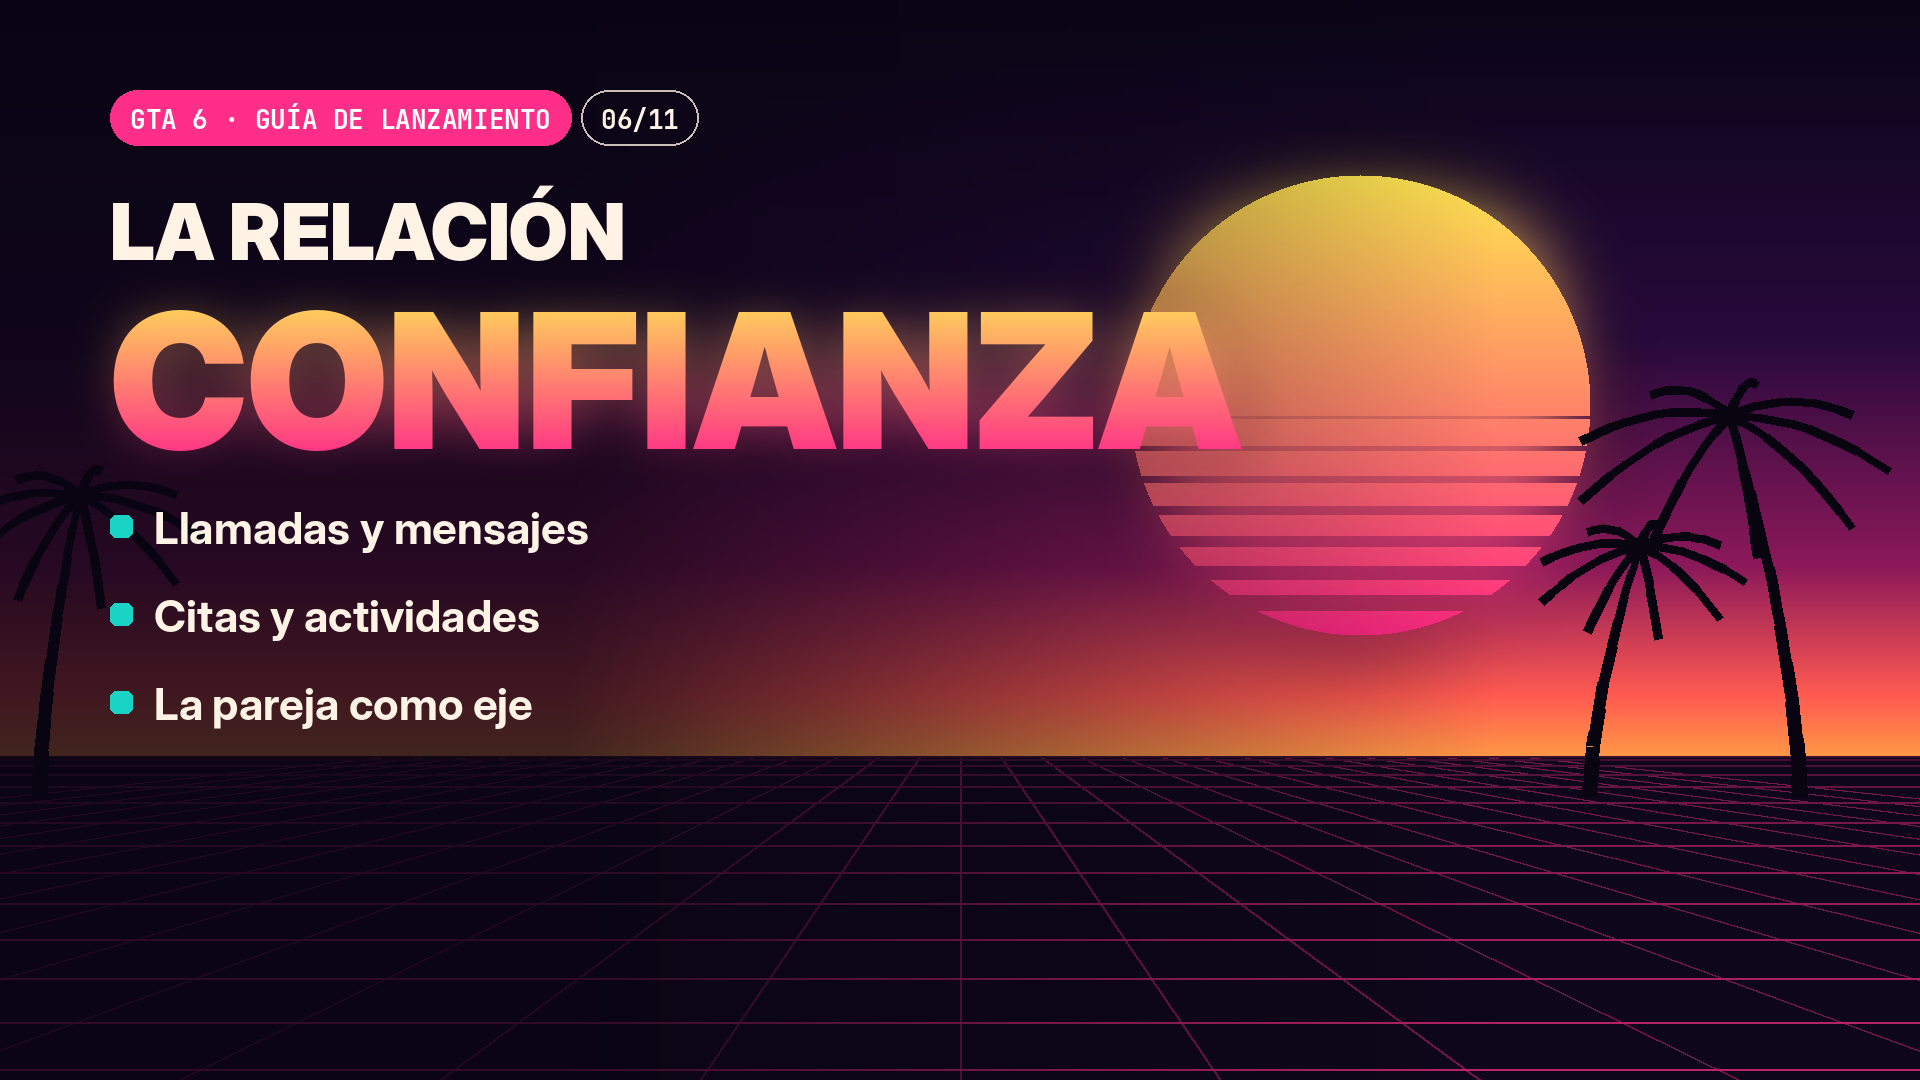 GTA 6 · GUÍA DE LANZAMIENTO 06/11
LA RELACIÓN
CONFIANZA
Llamadas y mensajes
Citas y actividades
La pareja como eje